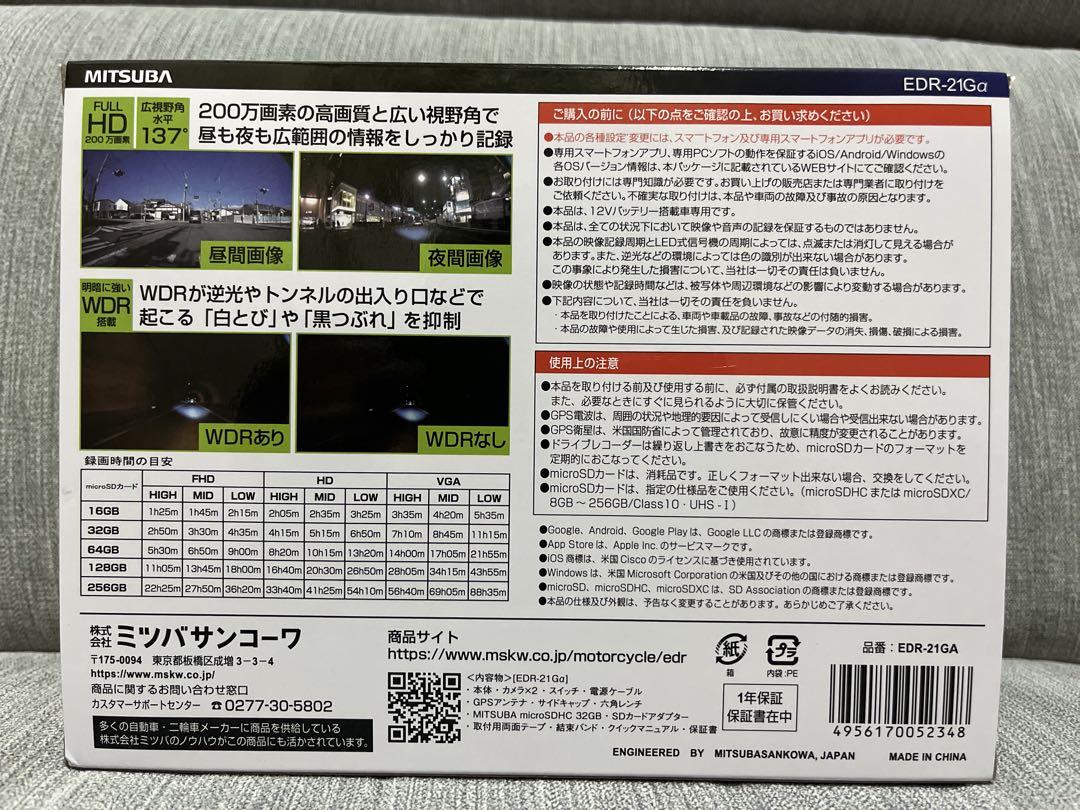 MITSUBA
EDR-21Gα
FULL
HD
200万画素
広視野角
水平
137°
200万画素の高画質と広い視野角で
昼も夜も広範囲の情報をしっかり記録
昼間画像
夜間画像
明暗に強い
WDR
搭載
WDRが逆光やトンネルの出入り口などで
起こる「白とび」や「黒つぶれ」を抑制
WDRあり
WDRなし
録画時間の目安
microSDカード FHD HD VGA
HIGH MID LOW HIGH MID LOW HIGH MID LOW
16GB 1h25m 1h45m 2h15m 2h05m 2h35m 3h25m 3h35m 4h20m 5h35m
32GB 2h50m 3h30m 4h35m 4h15m 5h15m 6h50m 7h10m 8h45m 11h15m
64GB 5h30m 6h50m 9h00m 8h20m 10h15m 13h20m 14h00m 17h05m 21h55m
128GB 11h05m 13h45m 18h00m 16h40m 20h30m 26h50m 28h05m 34h15m 43h55m
256GB 22h25m 27h50m 36h20m 33h40m 41h25m 54h10m 56h40m 69h05m 88h35m
ご購入の前に(以下の点をご確認の上、お買い求めください)
●本品の各種設定変更には、スマートフォン及び専用スマートフォンアプリが必要です。
●専用スマートフォンアプリ、専用PCソフトの動作を保証するiOS/Android/Windowsの
各OSバージョン情報は、本パッケージに記載されているWEBサイトにてご確認ください。
●お取り付けには専門知識が必要です。お買い上げの販売店または専門業者に取り付けを
ご依頼ください。不確実な取り付けは、本品や車両の故障及び事故の原因となります。
●本品は、12Vバッテリー搭載車専用です。
●本品は、全ての状況下において映像や音声の記録を保証するものではありません。
●本品の映像記録周期とLED式信号機の周期によっては、点滅または消灯して見える場合が
あります。また、逆光などの環境によっては色の識別が出来ない場合があります。
この事象により発生した損害について、当社は一切その責任は負いません。
●映像の状態や記録時間などは、被写体や周辺環境などの影響により変動する場合があります。
●下記内容について、当社は一切その責任を負いません。
・本品を取り付けたことによる、車両や車載品の故障、事故などの付随的損害。
・本品の故障や使用によって生じた損害、及び記録された映像データの消失、損傷、破損による損害。
使用上の注意
●本品を取り付ける前及び使用する前に、必ず付属の取扱説明書をよくお読みください。
また、必要なときにすぐに見られるように大切に保管ください。
●GPS電波は、周囲の状況や地理的要因によって受信しにくい場合や受信出来ない場合があります。
●GPS衛星は、米国国防省によって管理されており、故意に精度が変更されることがあります。
●ドライブレコーダーは繰り返し上書きをおこなうため、microSDカードのフォーマットを
定期的におこなってください。
●microSDカードは、消耗品です。正しくフォーマット出来ない場合、交換をしてください。
●microSDカードは、指定の仕様品をご使用ください。(microSDHC または microSDXC/
8GB ～ 256GB/Class10・UHS-Ⅰ)
●Google、Android、Google Play は、Google LLC の商標または登録商標です。
●App Store は、Apple Inc. のサービスマークです。
●iOS 商標は、米国 Cisco のライセンスに基づき使用されています。
●Windows は、米国 Microsoft Corporation の米国及びその他の国における商標または登録商標です。
●microSD、microSDHC、microSDXC は、SD Association の商標または登録商標です。
●本品の仕様及び外観は、予告なく変更することがあります。あらかじめご了承ください。
株式会社 ミツバサンコーワ
〒175-0094 東京都板橋区成増 3-3-4
https://www.mskw.co.jp/
商品に関するお問い合わせ窓口
カスタマーサポートセンター ☎0277-30-5802
多くの自動車・二輪車メーカーに商品を供給している
株式会社ミツバのノウハウがこの商品にも活かされています。
商品サイト
https://www.mskw.co.jp/motorcycle/edr
<内容物>[EDR-21Gα]
・本体・カメラ×2・スイッチ・電源ケーブル
・GPSアンテナ・サイドキャップ・六角レンチ
・MITSUBA microSDHC 32GB・SDカードアダプター
・取付用両面テープ・結束バンド・クイックマニュアル・保証書
紙
箱
プラ
内袋:PE
1年保証
保証書在中
品番:EDR-21GA
4956170052348
ENGINEERED BY MITSUBASANKOWA, JAPAN
MADE IN CHINA